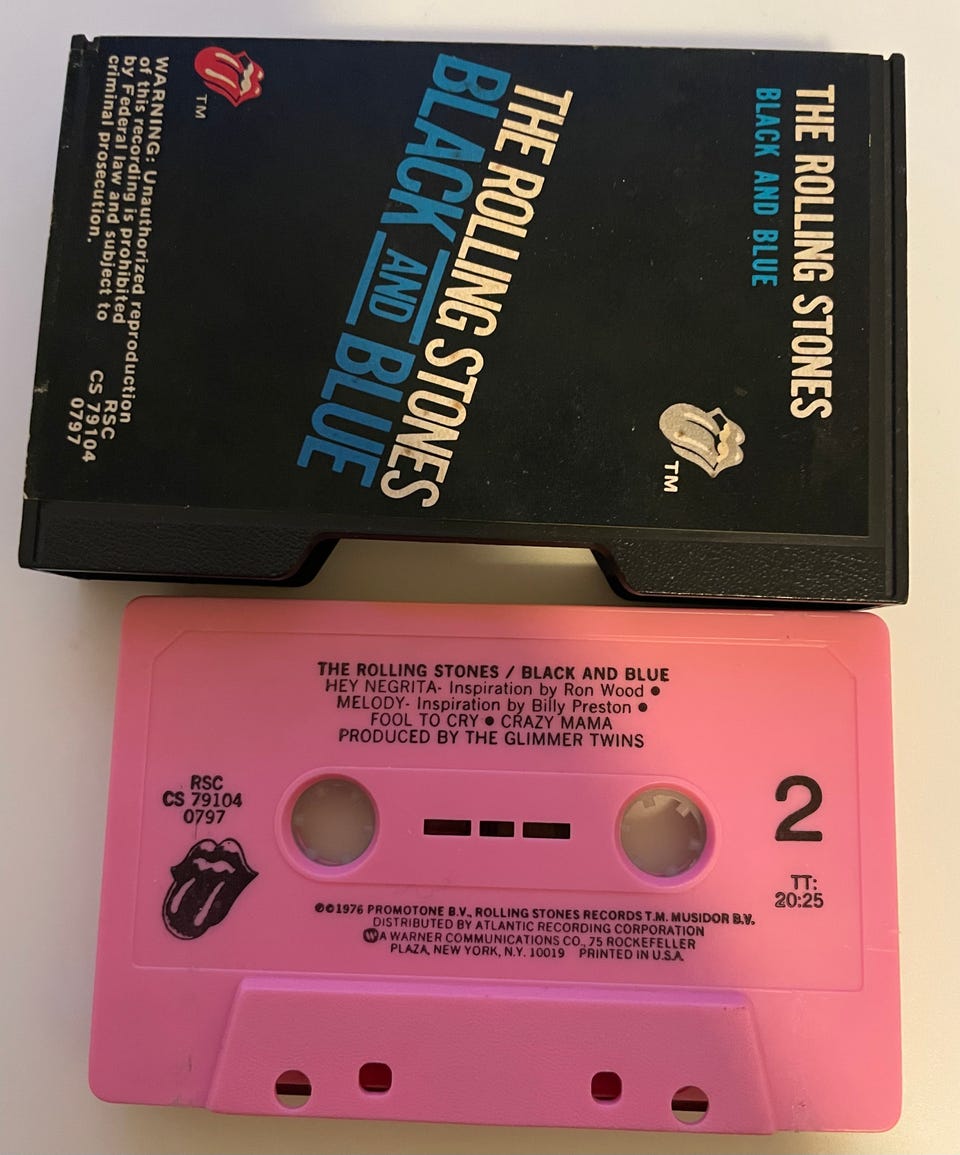 THE ROLLING STONES
BLACK AND BLUE
TM
THE ROLLING STONES
BLACK AND BLUE
TM
WARNING: Unauthorized reproduction
of this recording is prohibited
by Federal law and subject to
criminal prosecution.
RSC
CS 79104
0797
THE ROLLING STONES / BLACK AND BLUE
HEY NEGRITA- Inspiration by Ron Wood ●
MELODY- Inspiration by Billy Preston ●
FOOL TO CRY ● CRAZY MAMA
PRODUCED BY THE GLIMMER TWINS
RSC
CS 79104
0797
2
TT:
20:25
℗©1976 PROMOTONE B.V., ROLLING STONES RECORDS T.M. MUSIDOR B.V.
DISTRIBUTED BY ATLANTIC RECORDING CORPORATION
W A WARNER COMMUNICATIONS CO., 75 ROCKEFELLER
PLAZA, NEW YORK, N.Y. 10019 PRINTED IN U.S.A.